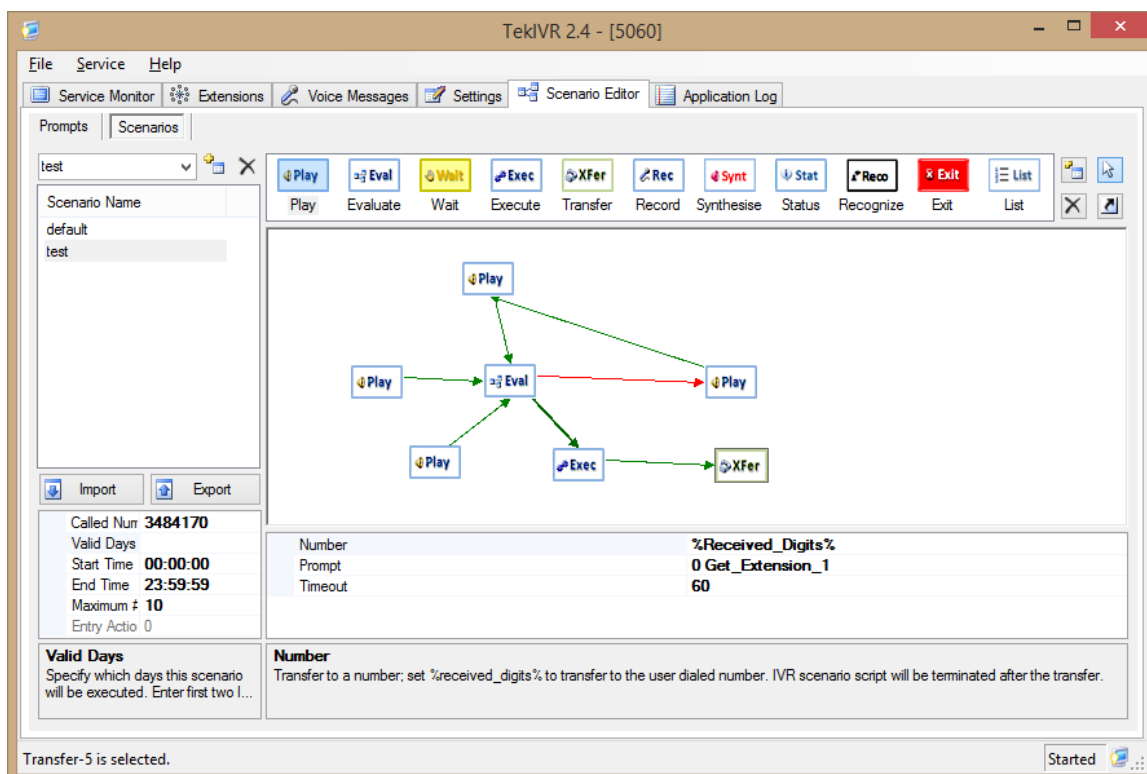 TekIVR 2.4 - [5060]
File Service Help
Service Monitor Extensions Voice Messages Settings Scenario Editor Application Log
Prompts Scenarios
test
Scenario Name
default
test
Import Export
Called Nur 3484170
Valid Days
Start Time 00:00:00
End Time 23:59:59
Maximum # 10
Entry Actio 0
Valid Days
Specify which days this scenario
will be executed. Enter first two l...
Play Eval Wait Exec XFer Rec Synt Stat Reco Exit List
Play Evaluate Wait Execute Transfer Record Synthesise Status Recognize Exit List
Play
Play Eval Play
Play Exec XFer
Number %Received_Digits%
Prompt 0 Get_Extension_1
Timeout 60
Number
Transfer to a number; set %received_digits% to transfer to the user dialed number. IVR scenario script will be terminated after the transfer.
Transfer-5 is selected. Started